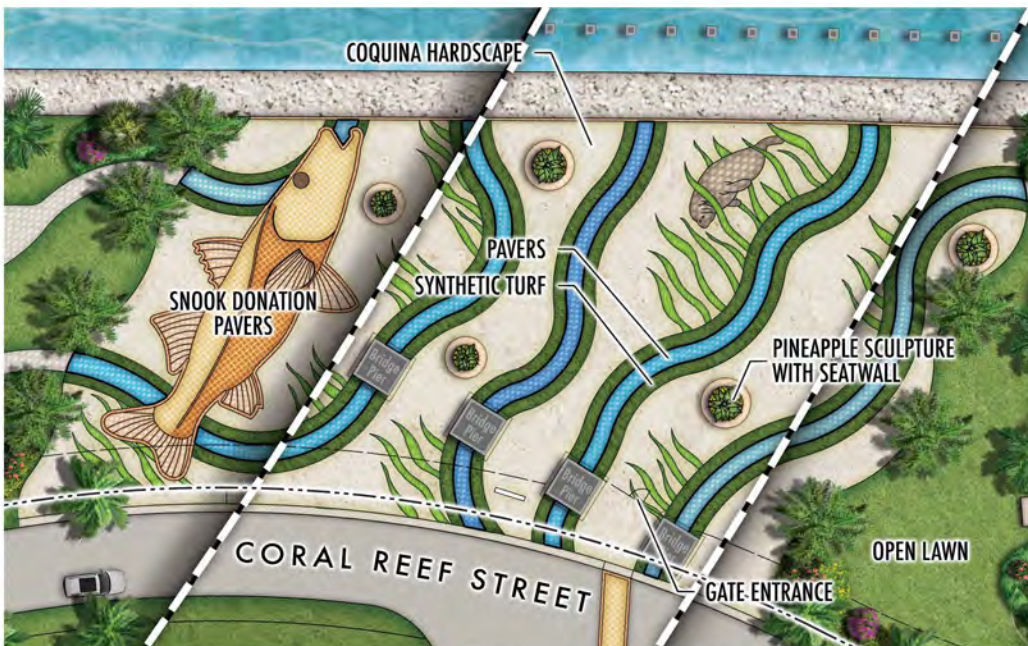 COQUINA HARDSCAPE
PAVERS
SYNTHETIC TURF
SNOOK DONATION
PAVERS
PINEAPPLE SCULPTURE
WITH SEATWALL
Bridge
Pier
Bridge
Pier
Bridge
Pier
Bridge
OPEN LAWN
CORAL REEF STREET
GATE ENTRANCE